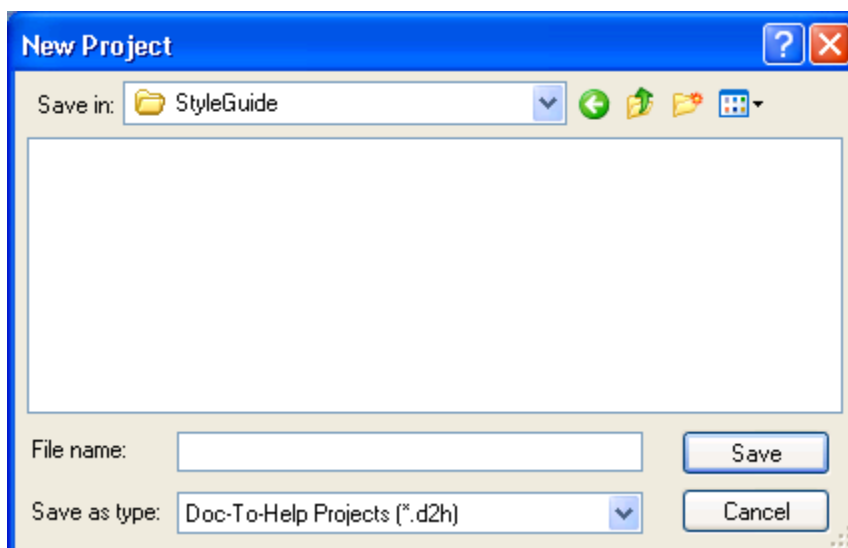 New Project
Save in: StyleGuide
File name: Save
Save as type: Doc-To-Help Projects (*.d2h) Cancel